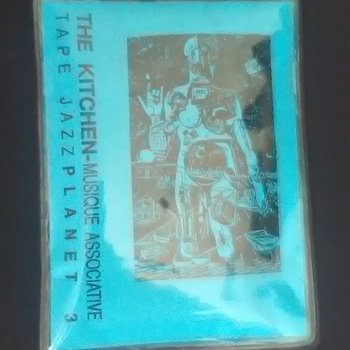 THE KITCHEN-MUSIQUE ASSOCIATIVE
TAPE JAZZ PLANET 3